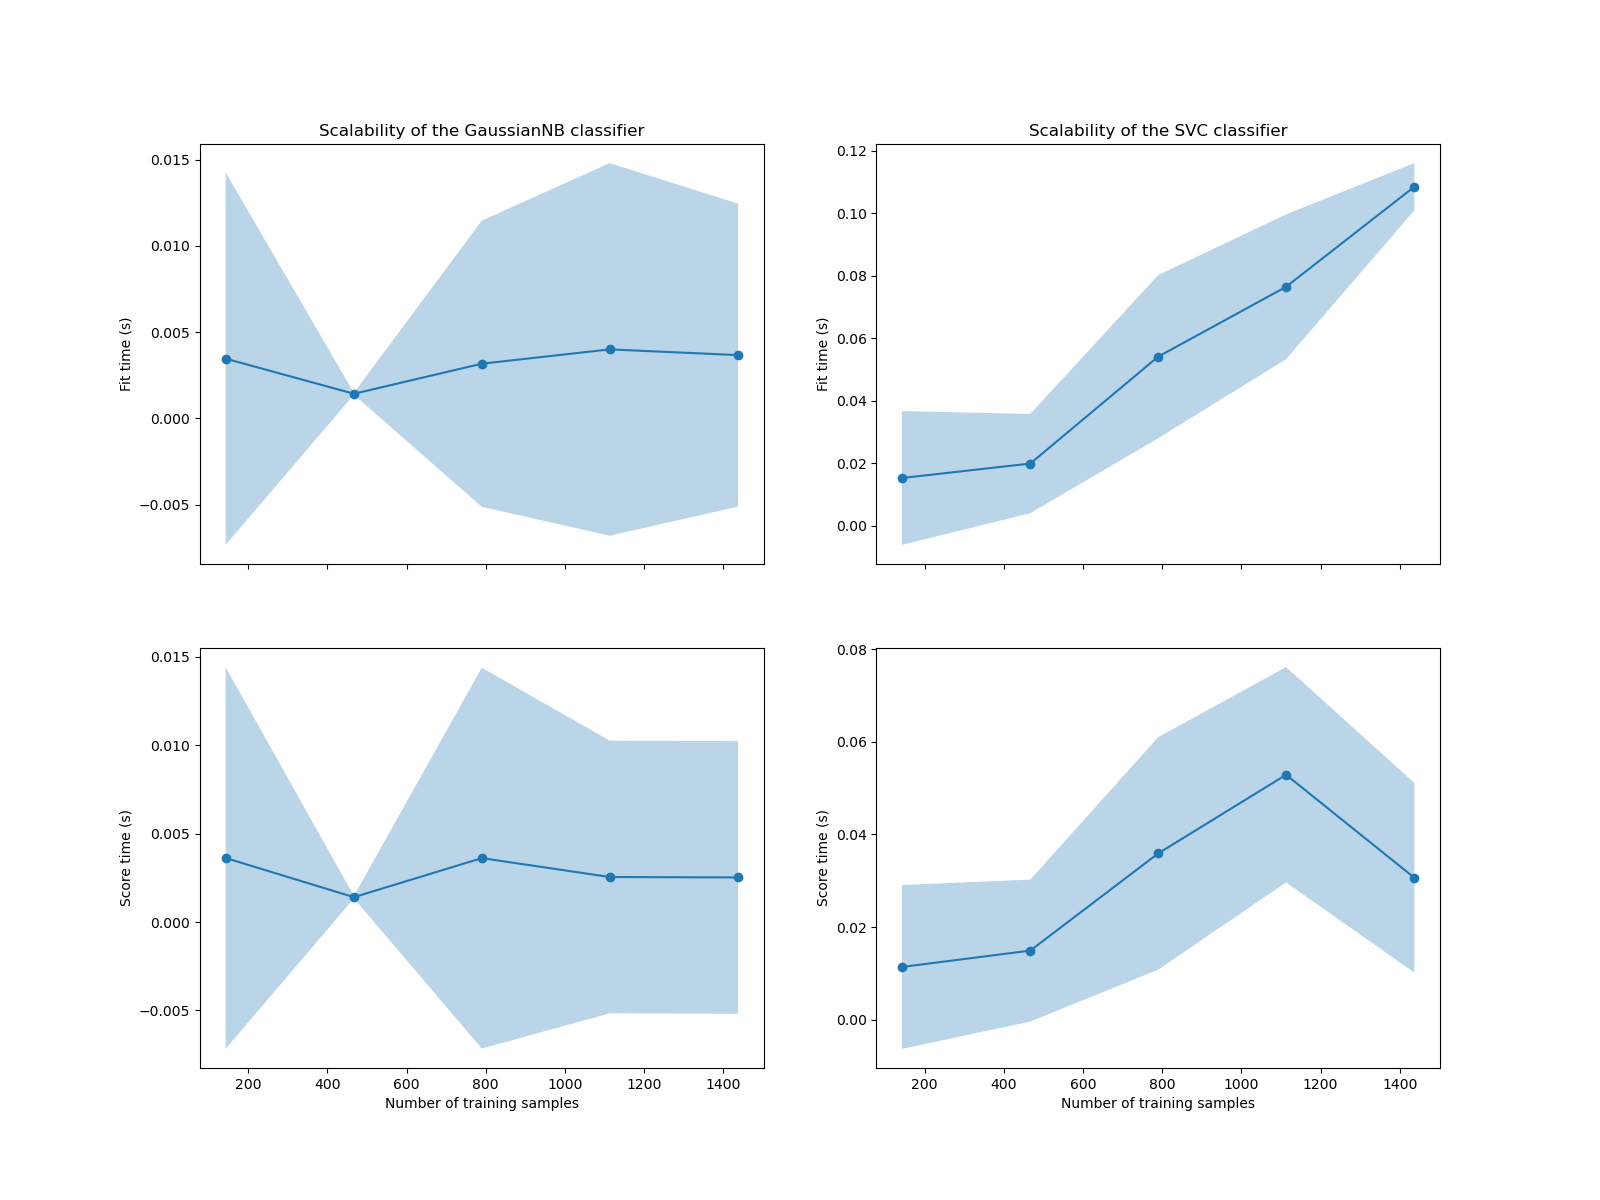 Scalability of the GaussianNB classifier
0.015
0.010
0.005
0.000
−0.005
Fit time (s)
Scalability of the SVC classifier
0.12
0.10
0.08
0.06
0.04
0.02
0.00
Fit time (s)
0.015
0.010
0.005
0.000
−0.005
Score time (s)
200 400 600 800 1000 1200 1400
Number of training samples
0.08
0.06
0.04
0.02
0.00
Score time (s)
200 400 600 800 1000 1200 1400
Number of training samples